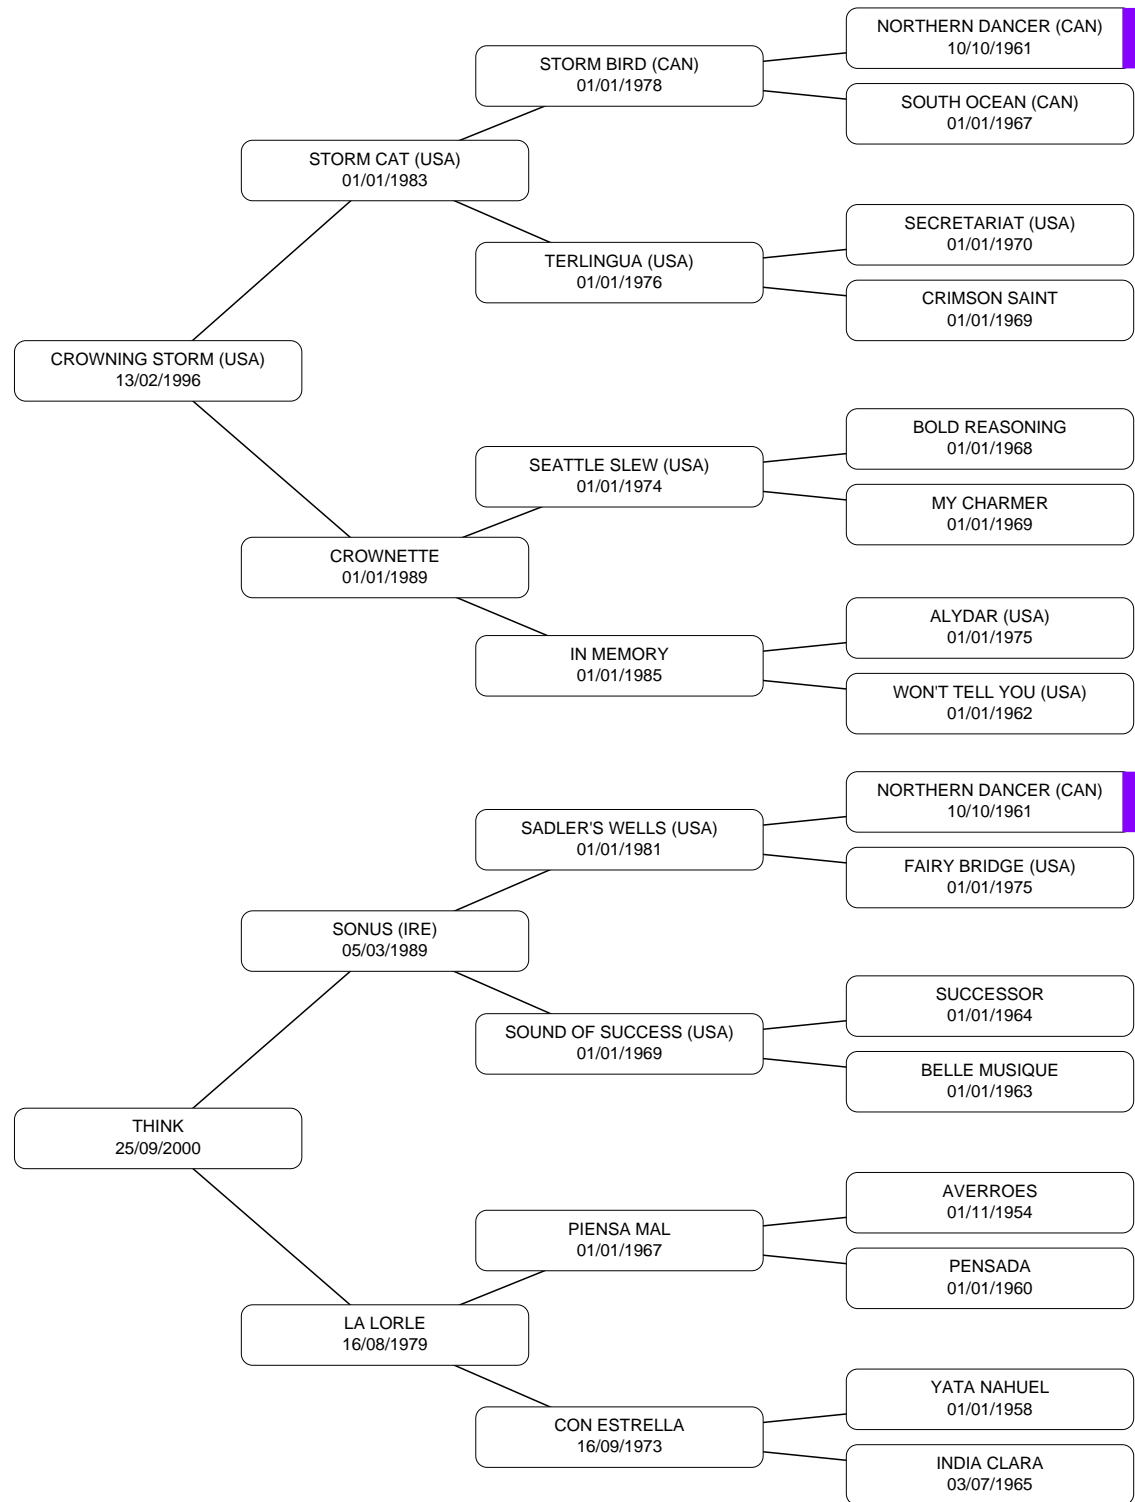 NORTHERN DANCER (CAN)
10/10/1961
STORM BIRD (CAN)
01/01/1978
SOUTH OCEAN (CAN)
01/01/1967
STORM CAT (USA)
01/01/1983
SECRETARIAT (USA)
01/01/1970
TERLINGUA (USA)
01/01/1976
CRIMSON SAINT
01/01/1969
CROWNING STORM (USA)
13/02/1996
BOLD REASONING
01/01/1968
SEATTLE SLEW (USA)
01/01/1974
MY CHARMER
01/01/1969
CROWNETTE
01/01/1989
ALYDAR (USA)
01/01/1975
IN MEMORY
01/01/1985
WON'T TELL YOU (USA)
01/01/1962
NORTHERN DANCER (CAN)
10/10/1961
SADLER'S WELLS (USA)
01/01/1981
FAIRY BRIDGE (USA)
01/01/1975
SONUS (IRE)
05/03/1989
SUCCESSOR
01/01/1964
SOUND OF SUCCESS (USA)
01/01/1969
BELLE MUSIQUE
01/01/1963
THINK
25/09/2000
AVERROES
01/11/1954
PIENSA MAL
01/01/1967
PENSADA
01/01/1960
LA LORLE
16/08/1979
YATA NAHUEL
01/01/1958
CON ESTRELLA
16/09/1973
INDIA CLARA
03/07/1965